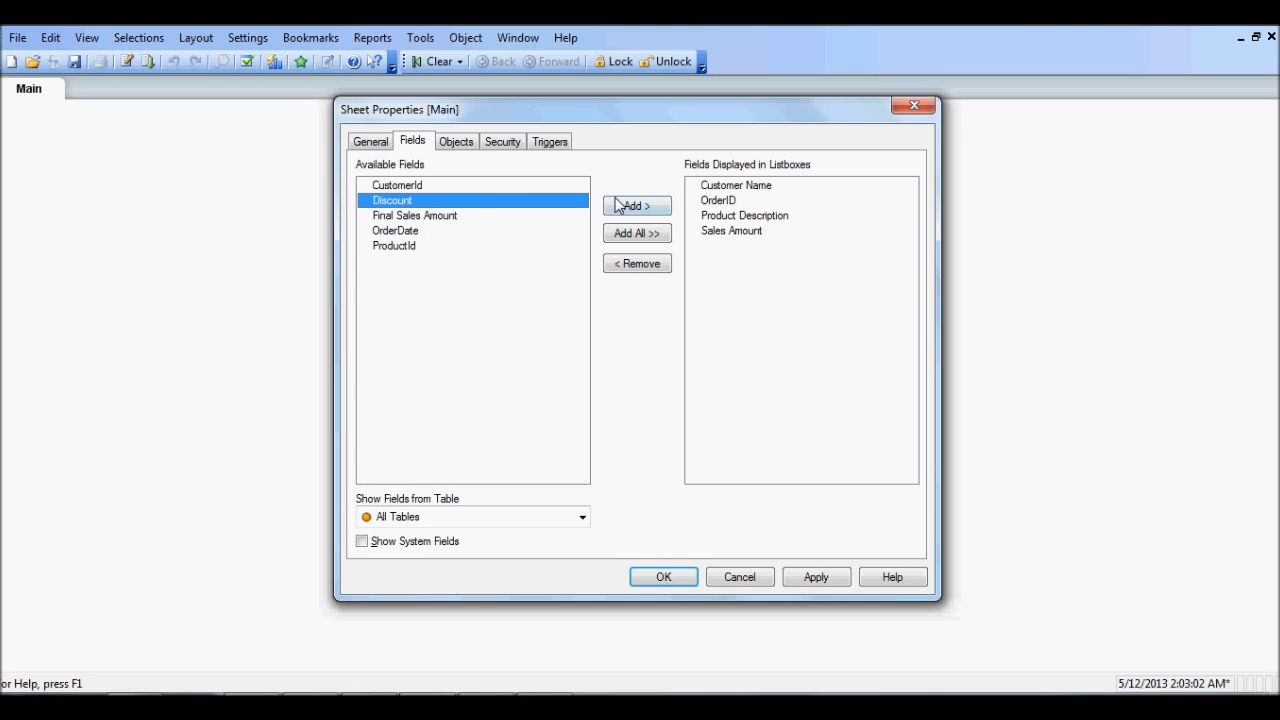 File Edit View Selections Layout Settings Bookmarks Reports Tools Object Window Help
Clear Back Forward Lock Unlock
Main
Sheet Properties [Main]
General Fields Objects Security Triggers
Available Fields
CustomerId
Discount
Final Sales Amount
OrderDate
ProductId
Add >
Add All >>
< Remove
Fields Displayed in Listboxes
Customer Name
OrderID
Product Description
Sales Amount
Show Fields from Table
All Tables
Show System Fields
OK Cancel Apply Help
or Help, press F1
5/12/2013 2:03:02 AM*